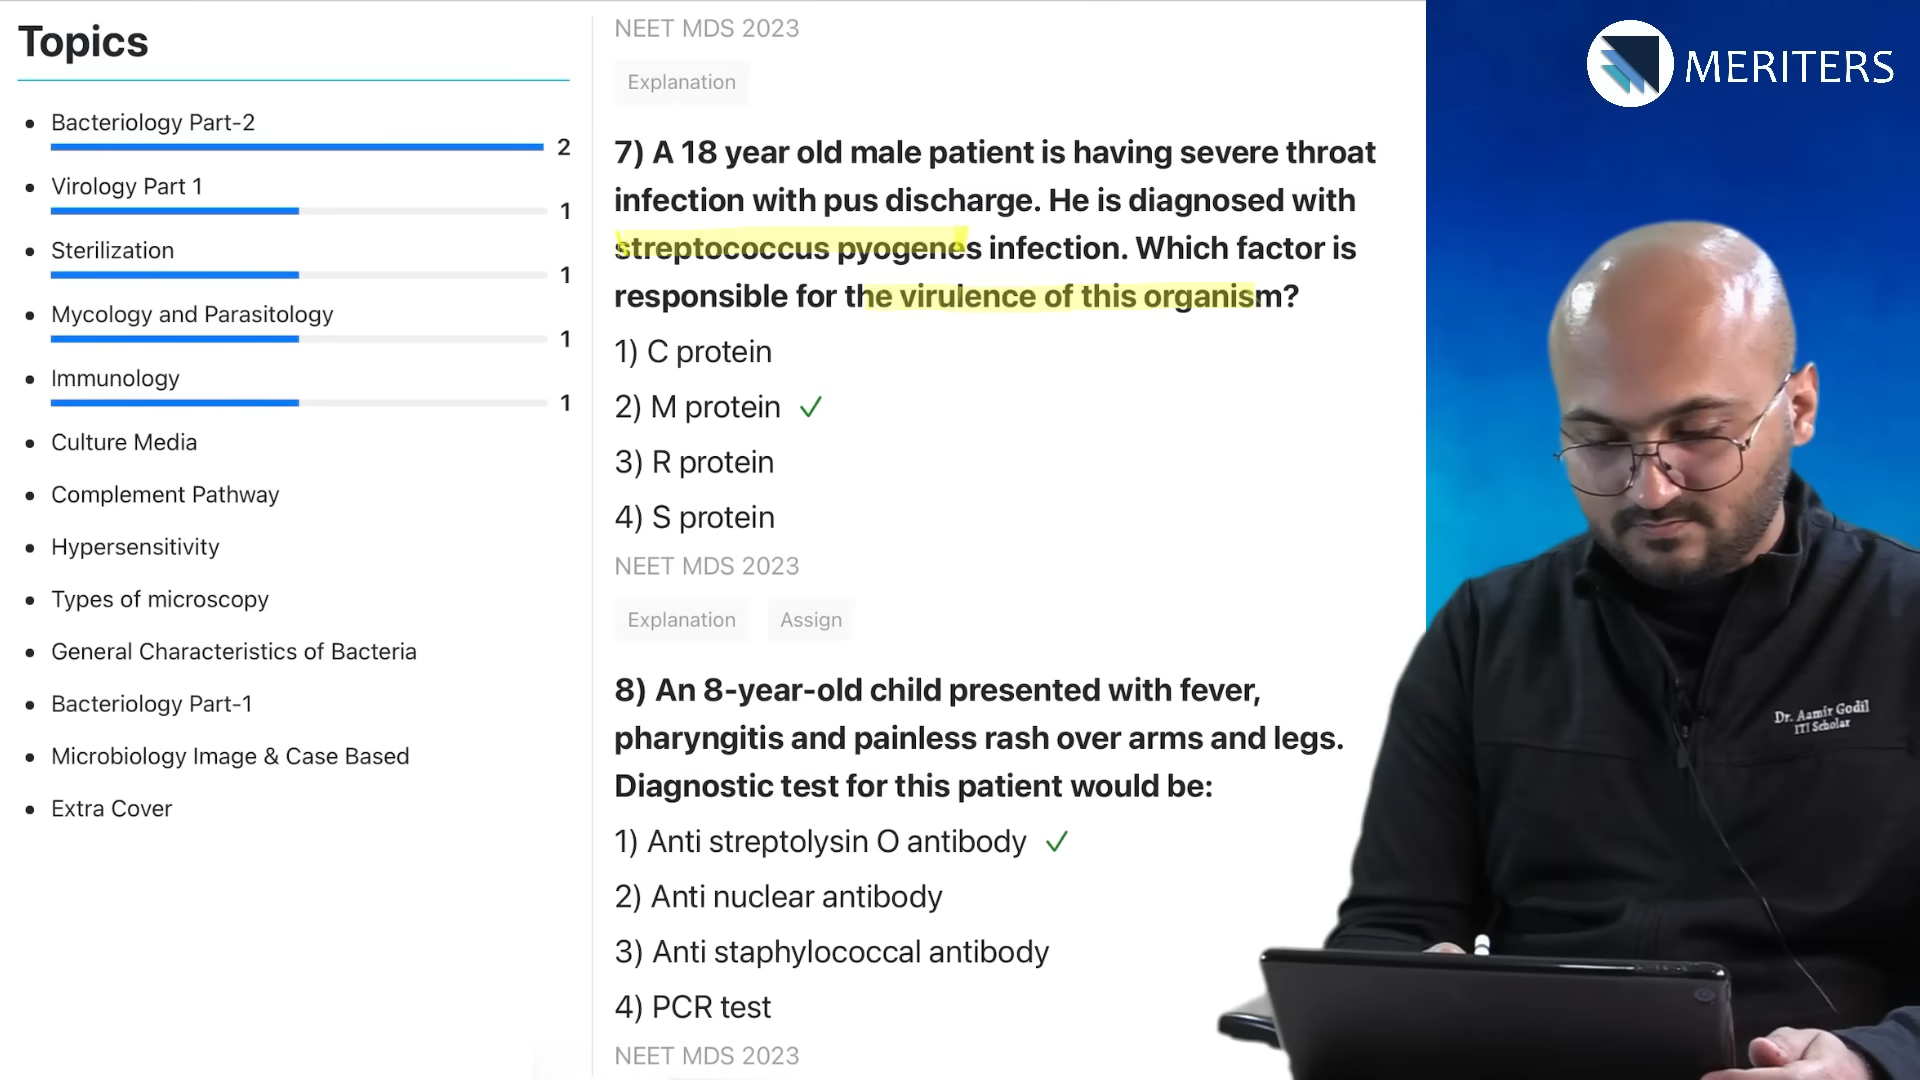 Topics
Bacteriology Part-2
2
Virology Part 1
1
Sterilization
1
Mycology and Parasitology
1
Immunology
1
Culture Media
Complement Pathway
Hypersensitivity
Types of microscopy
General Characteristics of Bacteria
Bacteriology Part-1
Microbiology Image & Case Based
Extra Cover
NEET MDS 2023
Explanation
7) A 18 year old male patient is having severe throat
infection with pus discharge. He is diagnosed with
streptococcus pyogenes infection. Which factor is
responsible for the virulence of this organism?
1) C protein
2) M protein ✓
3) R protein
4) S protein
NEET MDS 2023
Explanation Assign
8) An 8-year-old child presented with fever,
pharyngitis and painless rash over arms and legs.
Diagnostic test for this patient would be:
1) Anti streptolysin O antibody ✓
2) Anti nuclear antibody
3) Anti staphylococcal antibody
4) PCR test
NEET MDS 2023
MERITERS
Dr. Aamir Godil
ITI Scholar